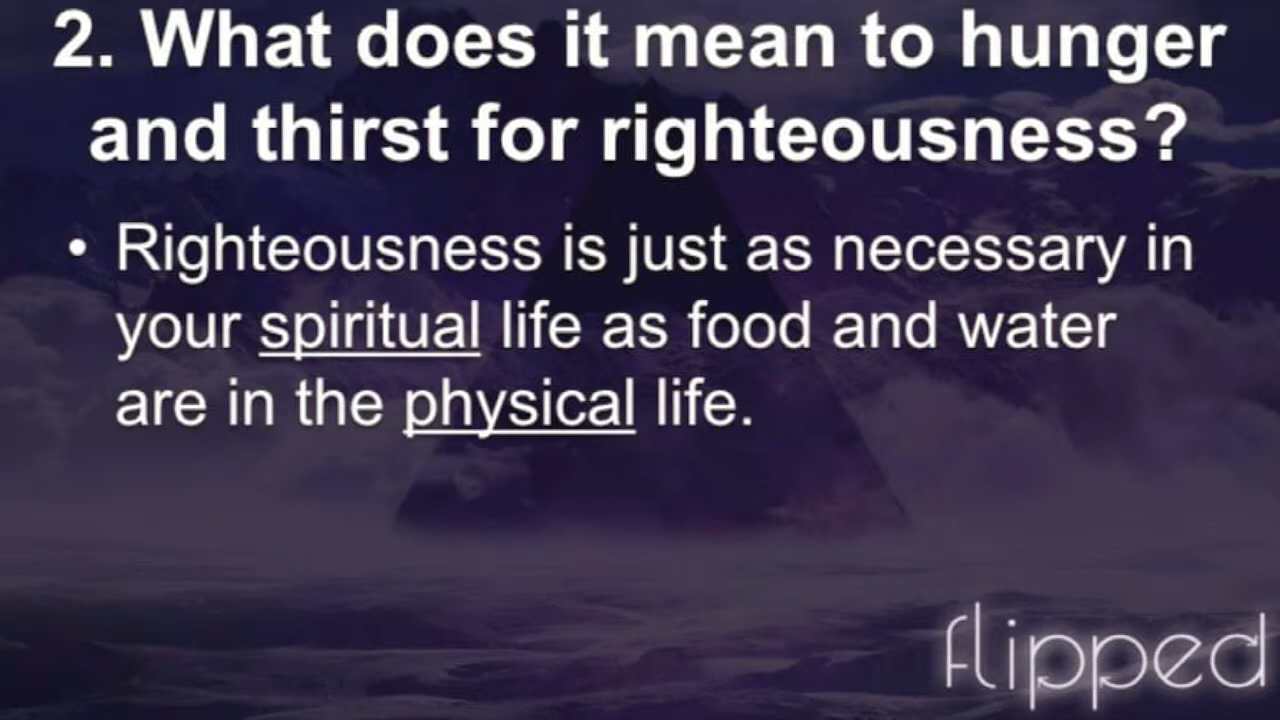 2. What does it mean to hunger
and thirst for righteousness?
• Righteousness is just as necessary in
your spiritual life as food and water
are in the physical life.
flipped